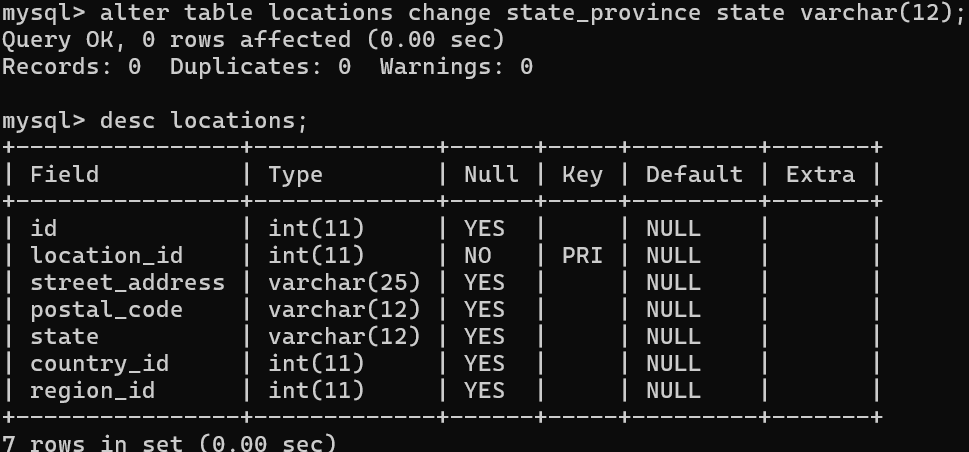 mysql> alter table locations change state_province state varchar(12);
Query OK, 0 rows affected (0.00 sec)
Records: 0  Duplicates: 0  Warnings: 0

mysql> desc locations;
+----------------+-------------+------+-----+---------+-------+
| Field          | Type        | Null | Key | Default | Extra |
+----------------+-------------+------+-----+---------+-------+
| id             | int(11)     | YES  |     | NULL    |       |
| location_id    | int(11)     | NO   | PRI | NULL    |       |
| street_address | varchar(25) | YES  |     | NULL    |       |
| postal_code    | varchar(12) | YES  |     | NULL    |       |
| state          | varchar(12) | YES  |     | NULL    |       |
| country_id     | int(11)     | YES  |     | NULL    |       |
| region_id      | int(11)     | YES  |     | NULL    |       |
+----------------+-------------+------+-----+---------+-------+
7 rows in set (0.00 sec)